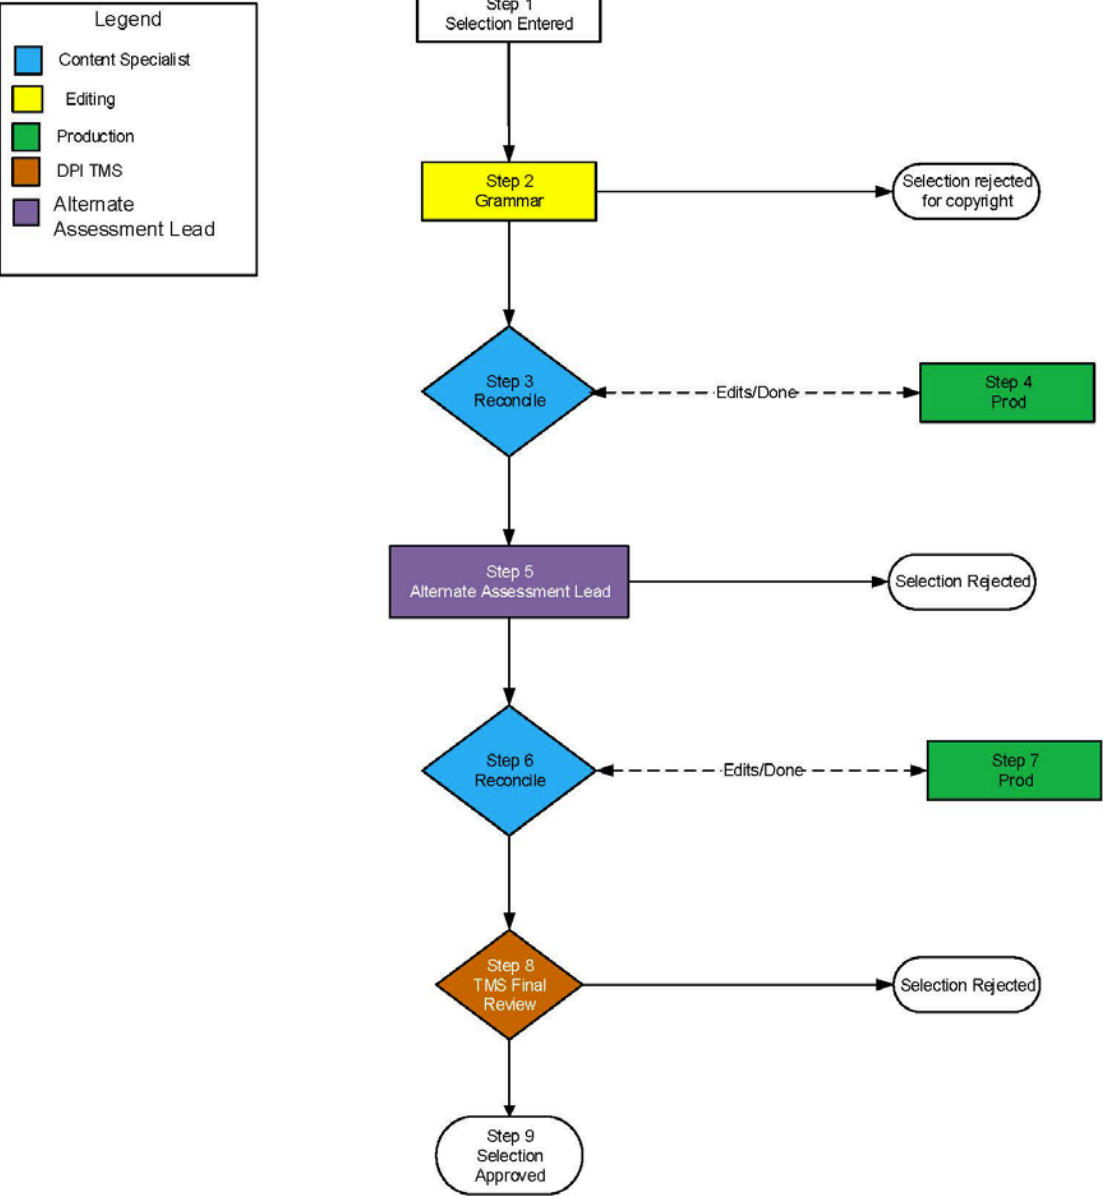 Legend
Content Specialist
Editing
Production
DPI TMS
Alternate
Assessment Lead
Step 1
Selection Entered
Step 2
Grammar
Selection rejected
for copyright
Step 3
Reconcile
Edits/Done
Step 4
Prod
Step 5
Alternate Assessment Lead
Selection Rejected
Step 6
Reconcile
Edits/Done
Step 7
Prod
Step 8
TMS Final
Review
Selection Rejected
Step 9
Selection
Approved